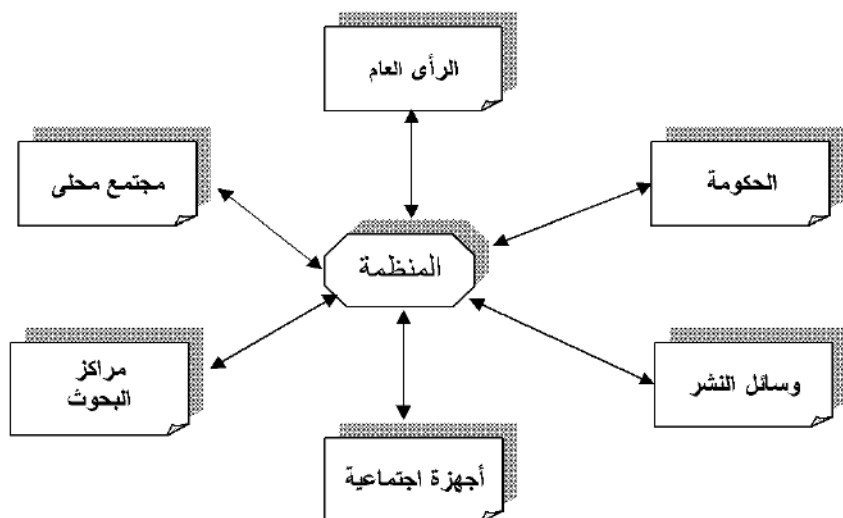 الرأى العام
الحكومة
مجتمع محلى
المنظمة
وسائل النشر
مراكز
البحوث
أجهزة اجتماعية